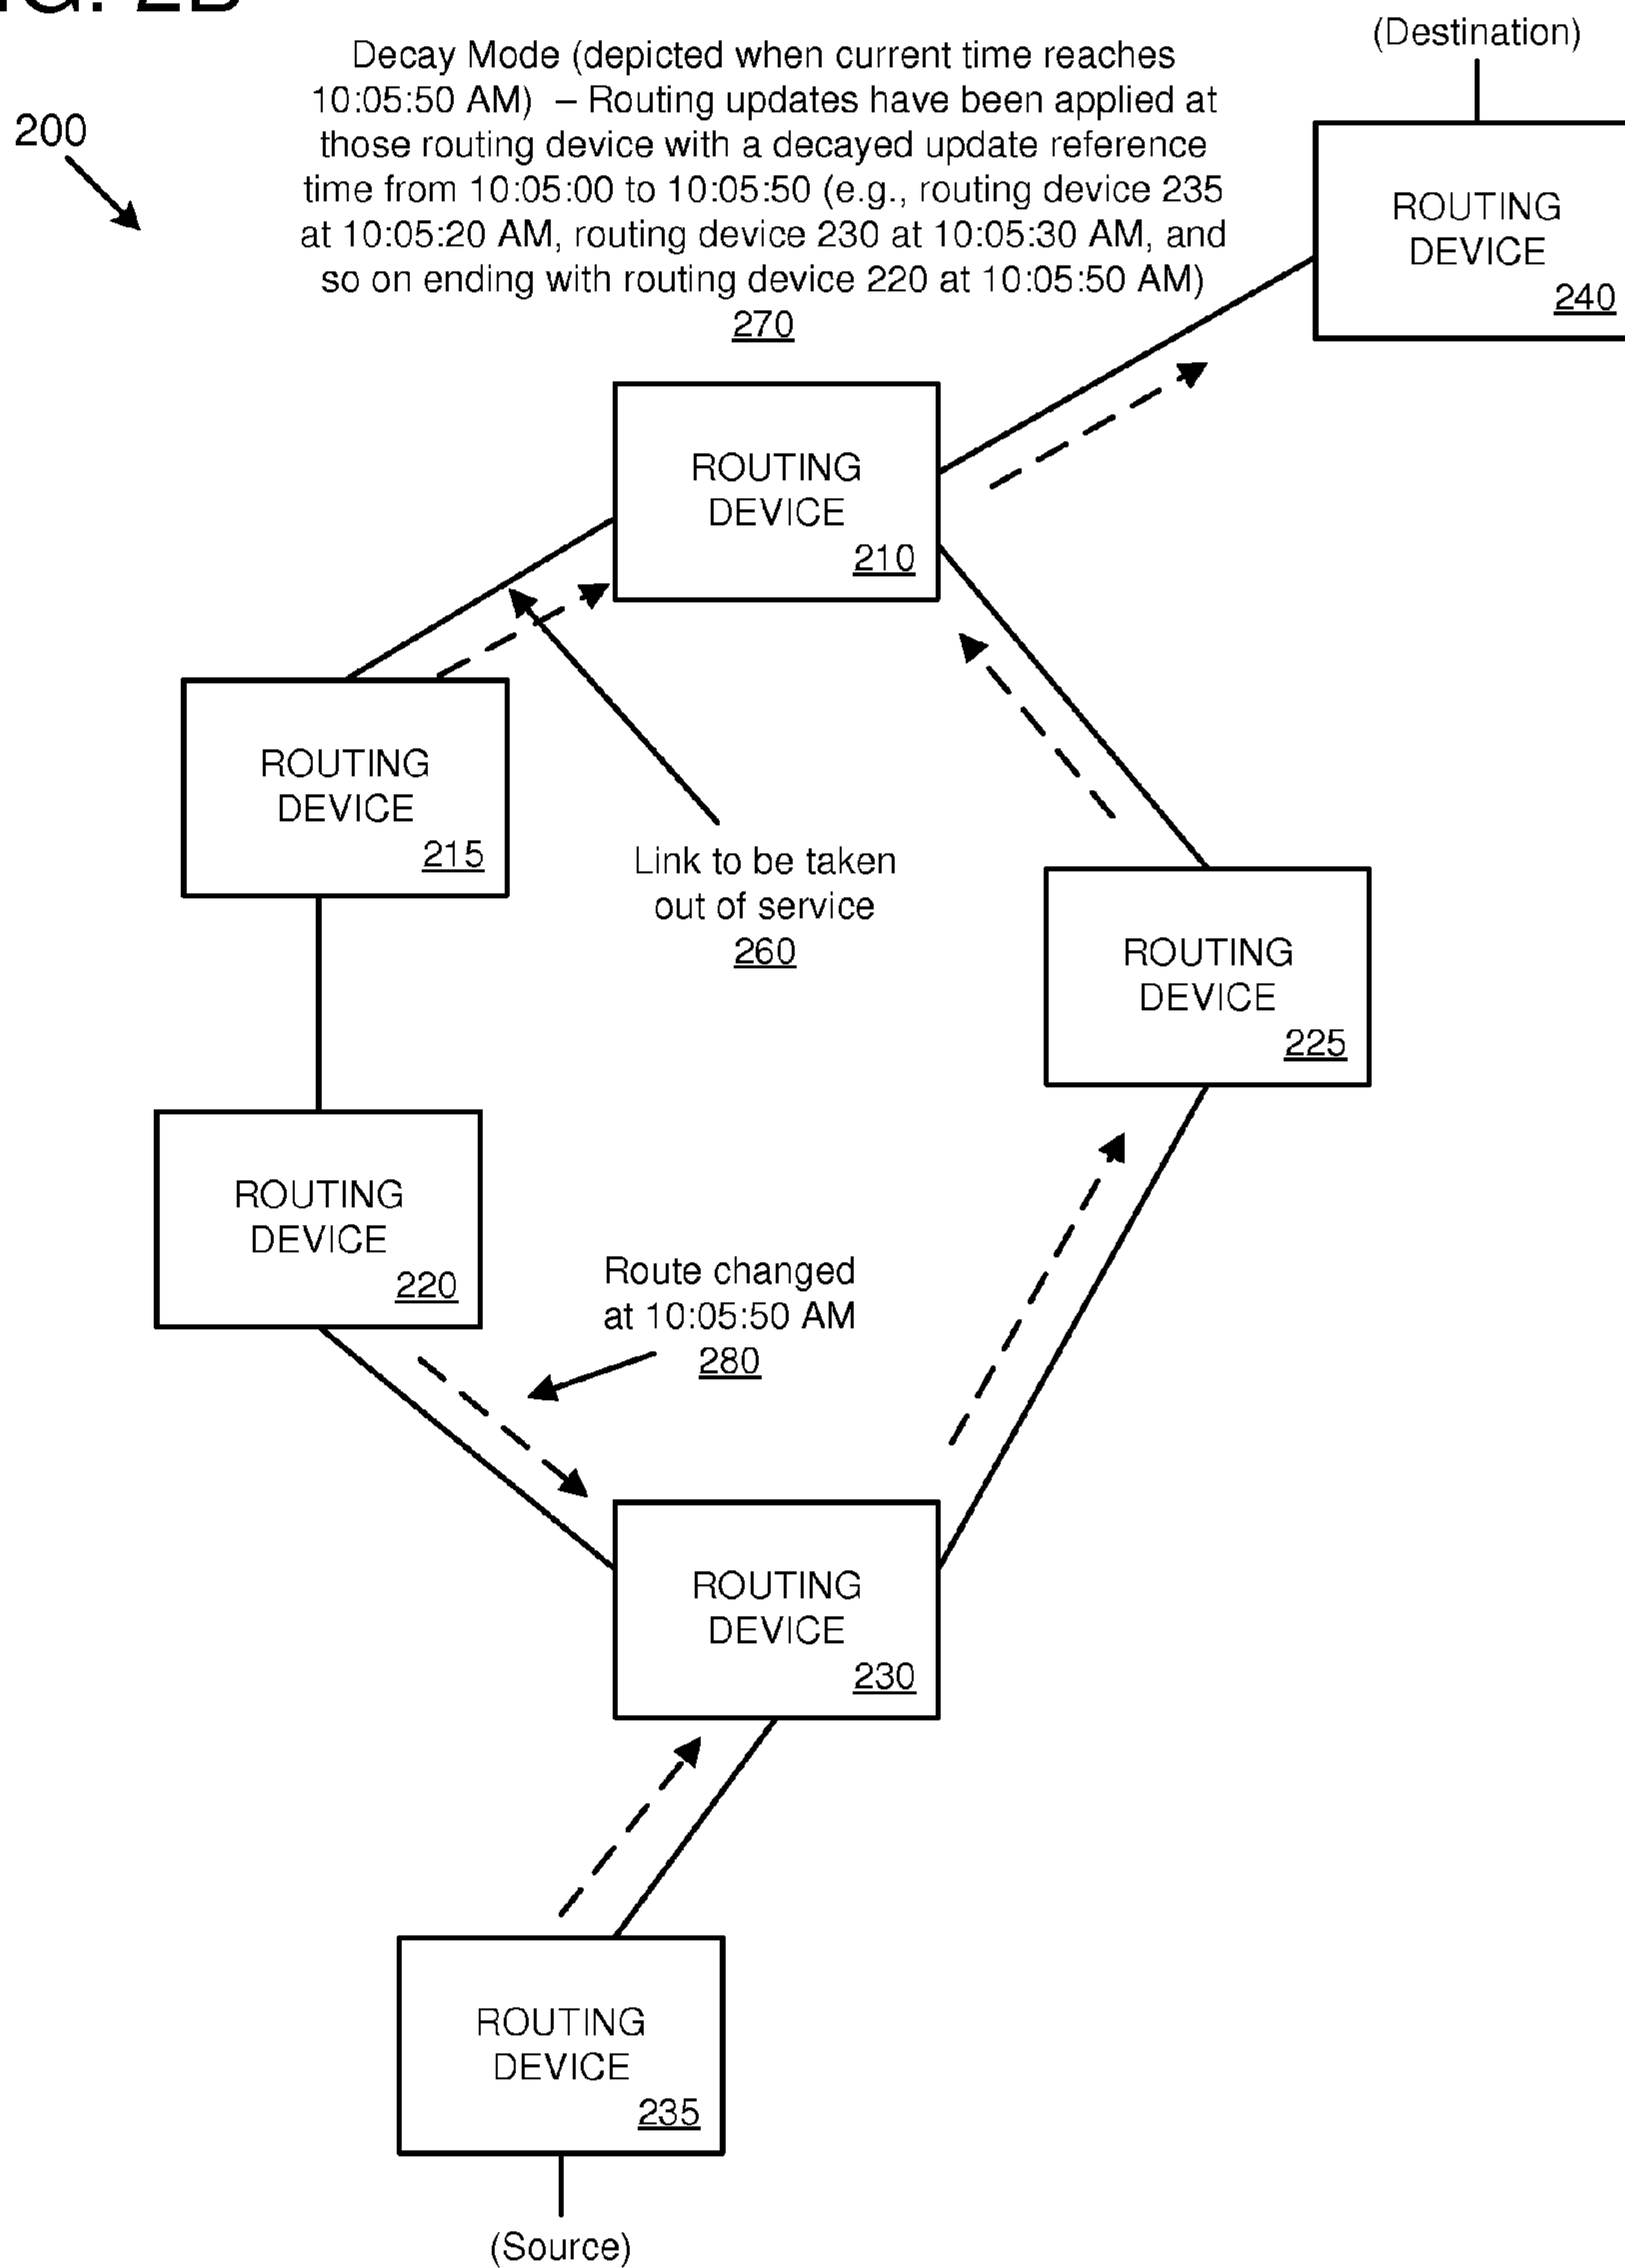 FIG. 2B
(Destination)
Decay Mode (depicted when current time reaches
10:05:50 AM) – Routing updates have been applied at
those routing device with a decayed update reference
time from 10:05:00 to 10:05:50 (e.g., routing device 235
at 10:05:20 AM, routing device 230 at 10:05:30 AM, and
so on ending with routing device 220 at 10:05:50 AM)
270
200
ROUTING
DEVICE
240
ROUTING
DEVICE
210
ROUTING
DEVICE
215
Link to be taken
out of service
260
ROUTING
DEVICE
225
ROUTING
DEVICE
220
Route changed
at 10:05:50 AM
280
ROUTING
DEVICE
230
ROUTING
DEVICE
235
(Source)